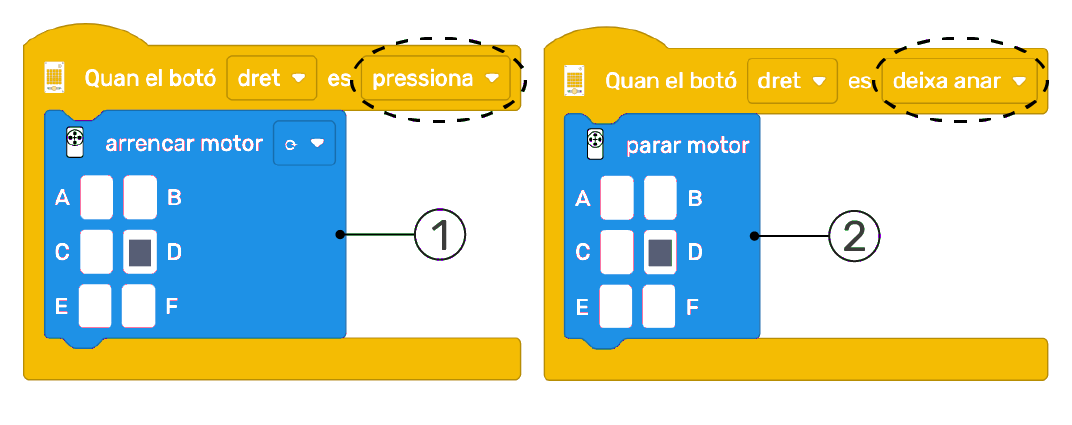 Quan el botó dret es pressiona
arrencar motor
A B
C D
E F
1
Quan el botó dret es deixa anar
parar motor
A B
C D
E F
2